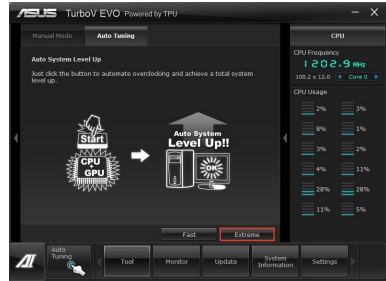 ASUS TurboV EVO Powered by TPU
Manual Mode Auto Tuning
Auto System Level Up
Just click the button to automate overclocking and achieve a total system
level up.
Start
CPU
GPU
Auto System
Level Up!!
OK
Fast Extreme
CPU
CPU Frequency
1202.9 MHz
100.2 x 12.0 Core 0
CPU Usage
2% 3%
8% 1%
3% 2%
4% 11%
28% 28%
11% 5%
Auto
Tuning
Tool Monitor Update System
Information Settings